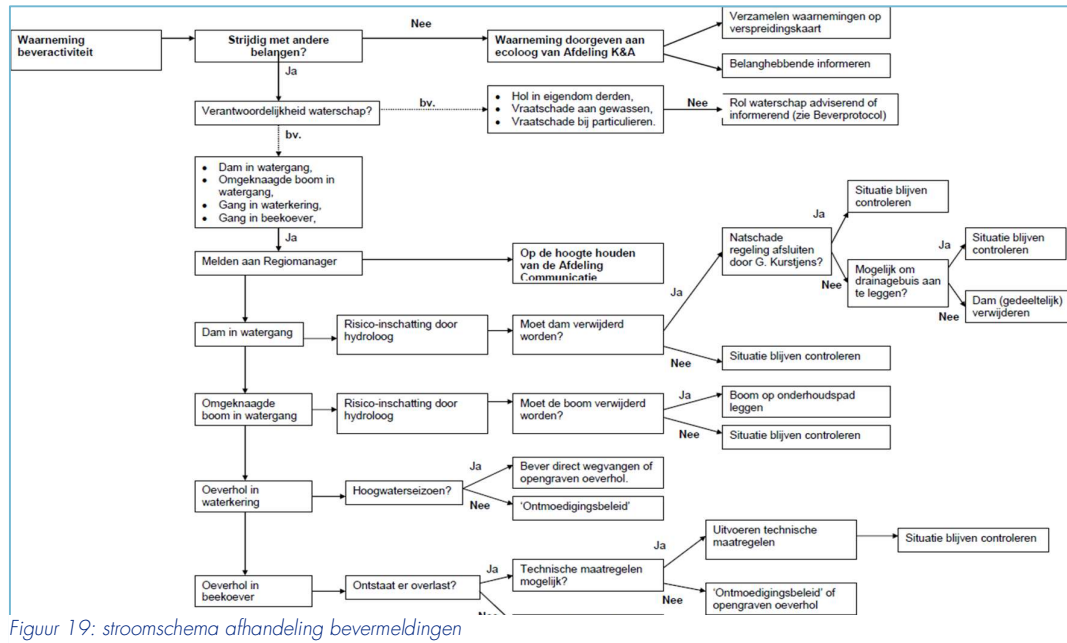 Waarneming
beveractiviteit
Strijdig met andere
belangen?
Nee
Waarneming doorgeven aan
ecoloog van Afdeling K&A
Verzamelen waarnemingen op
verspreidingskaart
Belanghebbende informeren
Ja
Verantwoordelijkheid waterschap?
bv.
• Hol in eigendom derden,
• Vraatschade aan gewassen,
• Vraatschade bij particulieren.
Nee
Rol waterschap adviserend of
informerend (zie Beverprotocol)
bv.
• Dam in watergang,
• Omgeknaagde boom in
watergang,
• Gang in waterkering,
• Gang in beekoever,
Ja
Melden aan Regiomanager
Op de hoogte houden
van de Afdeling
Communicatie
Dam in watergang
Risico-inschatting door
hydroloog
Moet dam verwijderd
worden?
Ja
Natschade
regeling afsluiten
door G. Kurstjens?
Ja
Situatie blijven
controleren
Nee
Mogelijk om
drainagebuis aan
te leggen?
Ja
Situatie blijven
controleren
Nee
Dam (gedeeltelijk)
verwijderen
Nee
Situatie blijven controleren
Omgeknaagde
boom in watergang
Risico-inschatting door
hydroloog
Moet de boom verwijderd
worden?
Ja
Boom op onderhoudspad
leggen
Nee
Situatie blijven controleren
Oeverhol in
waterkering
Hoogwaterseizoen?
Ja
Bever direct wegvangen of
opengraven oeverhol.
Nee
'Ontmoedigingsbeleid'
Oeverhol in
beekoever
Ontstaat er overlast?
Ja
Technische maatregelen
mogelijk?
Ja
Uitvoeren technische
maatregelen
Situatie blijven controleren
Nee
'Ontmoedigingsbeleid' of
opengraven oeverhol
Nee
Figuur 19: stroomschema afhandeling bevermeldingen